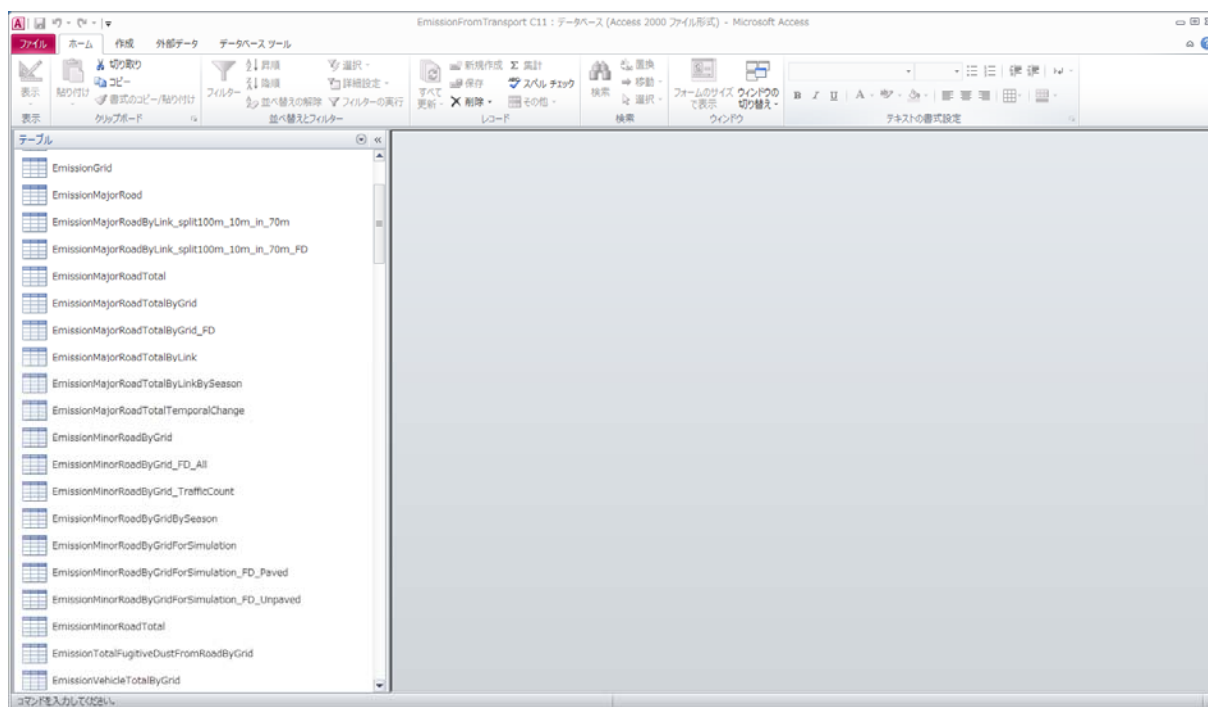 EmissionFromTransport C11 : データベース (Access 2000 ファイル形式) - Microsoft Access
ファイル ホーム 作成 外部データ データベース ツール
表示
表示
貼り付け
切り取り
コピー
書式のコピー/貼り付け
クリップボード
フィルター
昇順
降順
並べ替えの解除
選択
詳細設定
フィルターの実行
並べ替えとフィルター
すべて
更新
新規作成
保存
削除
集計
スペル チェック
その他
レコード
検索
置換
移動
選択
検索
フォームのサイズ
で表示
ウィンドウの
切り替え
ウィンドウ
B I U A
テキストの書式設定
テーブル
EmissionGrid
EmissionMajorRoad
EmissionMajorRoadByLink_split100m_10m_in_70m
EmissionMajorRoadByLink_split100m_10m_in_70m_FD
EmissionMajorRoadTotal
EmissionMajorRoadTotalByGrid
EmissionMajorRoadTotalByGrid_FD
EmissionMajorRoadTotalByLink
EmissionMajorRoadTotalByLinkBySeason
EmissionMajorRoadTotalTemporalChange
EmissionMinorRoadByGrid
EmissionMinorRoadByGrid_FD_All
EmissionMinorRoadByGrid_TrafficCount
EmissionMinorRoadByGridBySeason
EmissionMinorRoadByGridForSimulation
EmissionMinorRoadByGridForSimulation_FD_Paved
EmissionMinorRoadByGridForSimulation_FD_Unpaved
EmissionMinorRoadTotal
EmissionTotalFugitiveDustFromRoadByGrid
EmissionVehicleTotalByGrid
コマンドを入力してください。